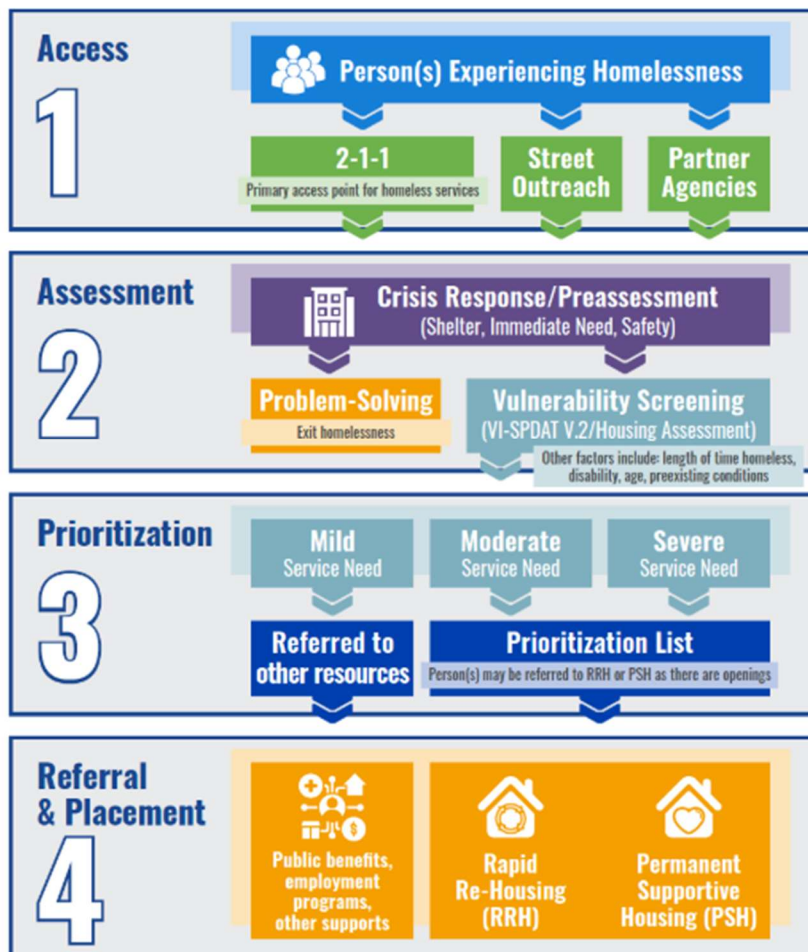 Access
1
Person(s) Experiencing Homelessness
2-1-1
Primary access point for homeless services
Street
Outreach
Partner
Agencies
Assessment
2
Crisis Response/Preassessment
(Shelter, Immediate Need, Safety)
Problem-Solving
Exit homelessness
Vulnerability Screening
(VI-SPDAT V.2/Housing Assessment)
Other factors include: length of time homeless,
disability, age, preexisting conditions
Prioritization
3
Mild
Service Need
Moderate
Service Need
Severe
Service Need
Referred to
other resources
Prioritization List
Person(s) may be referred to RRH or PSH as there are openings
Referral
& Placement
4
Public benefits,
employment
programs,
other supports
Rapid
Re-Housing
(RRH)
Permanent
Supportive
Housing (PSH)